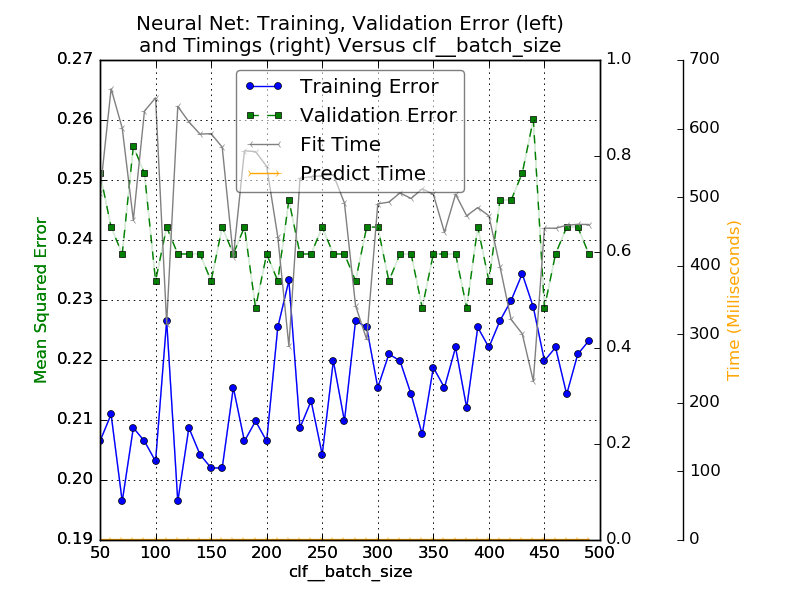 Neural Net: Training, Validation Error (left)
and Timings (right) Versus clf__batch_size
Training Error
Validation Error
Fit Time
Predict Time
Mean Squared Error
0.27
0.26
0.25
0.24
0.23
0.22
0.21
0.20
0.19
1.0
0.8
0.6
0.4
0.2
0.0
700
600
500
400
300
200
100
0
Time (Milliseconds)
50 100 150 200 250 300 350 400 450 500
clf__batch_size